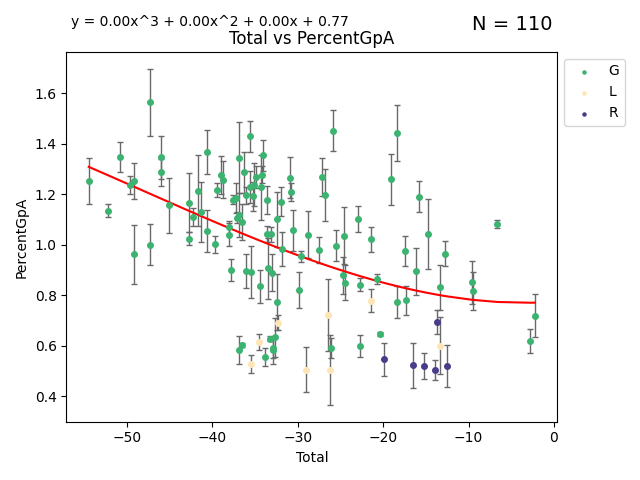 y = 0.00x^3 + 0.00x^2 + 0.00x + 0.77
N = 110
Total vs PercentGpA
G
L
R
PercentGpA
1.6
1.4
1.2
1.0
0.8
0.6
0.4
−50
−40
−30
−20
−10
0
Total